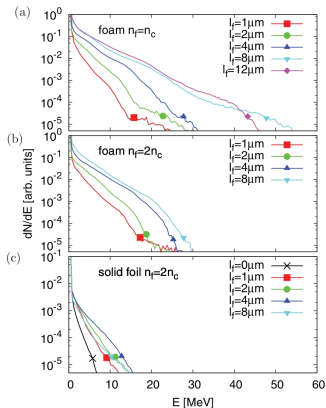 (a)
10⁰
10⁻¹
10⁻²
10⁻³
10⁻⁴
10⁻⁵
foam n_f=n_c
l_f=1μm
l_f=2μm
l_f=4μm
l_f=8μm
l_f=12μm
(b)
10⁰
10⁻¹
10⁻²
10⁻³
10⁻⁴
10⁻⁵
dN/dE [arb. units]
foam n_f=2n_c
l_f=1μm
l_f=2μm
l_f=4μm
l_f=8μm
(c)
10⁻¹
10⁻²
10⁻³
10⁻⁴
10⁻⁵
solid foil n_f=2n_c
l_f=0μm
l_f=1μm
l_f=2μm
l_f=4μm
l_f=8μm
0 10 20 30 40 50 60
E [MeV]